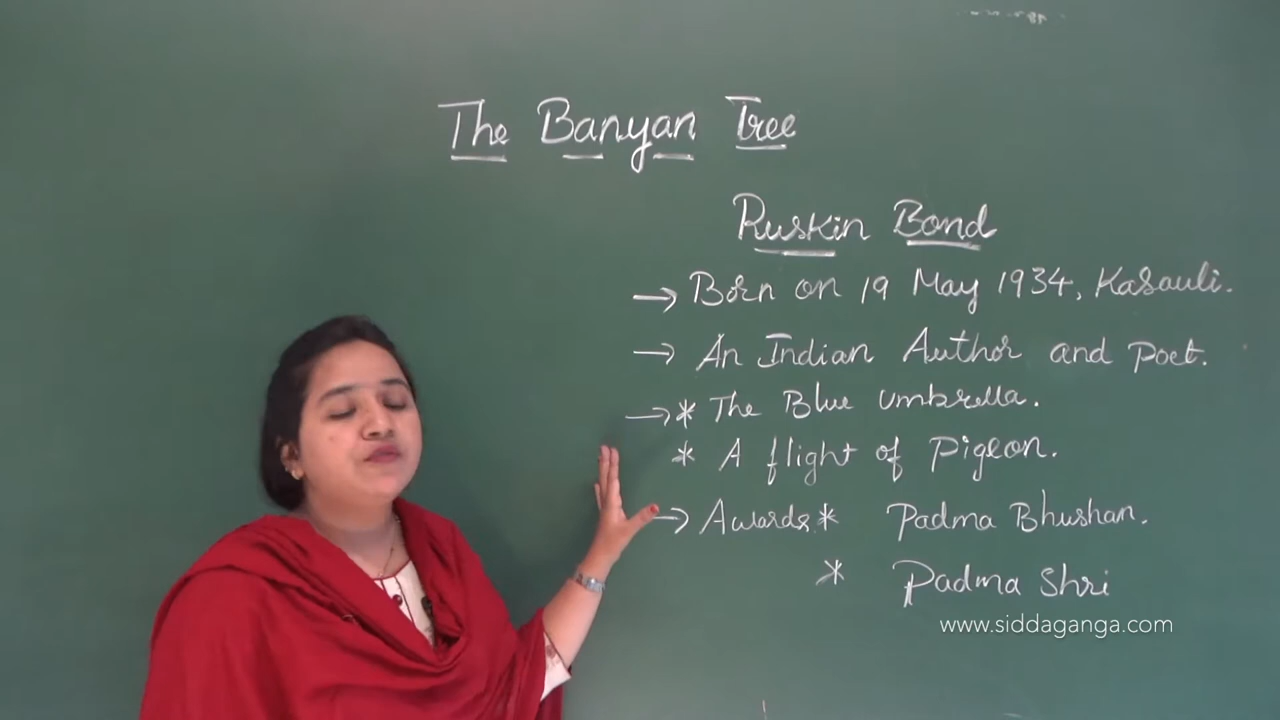 The Banyan Tree
Ruskin Bond
→ Born on 19 May 1934, Kasauli.
→ An Indian Author and Poet.
→ * The Blue Umbrella.
* A flight of Pigeon.
→ Awards * Padma Bhushan.
* Padma Shri
www.siddaganga.com